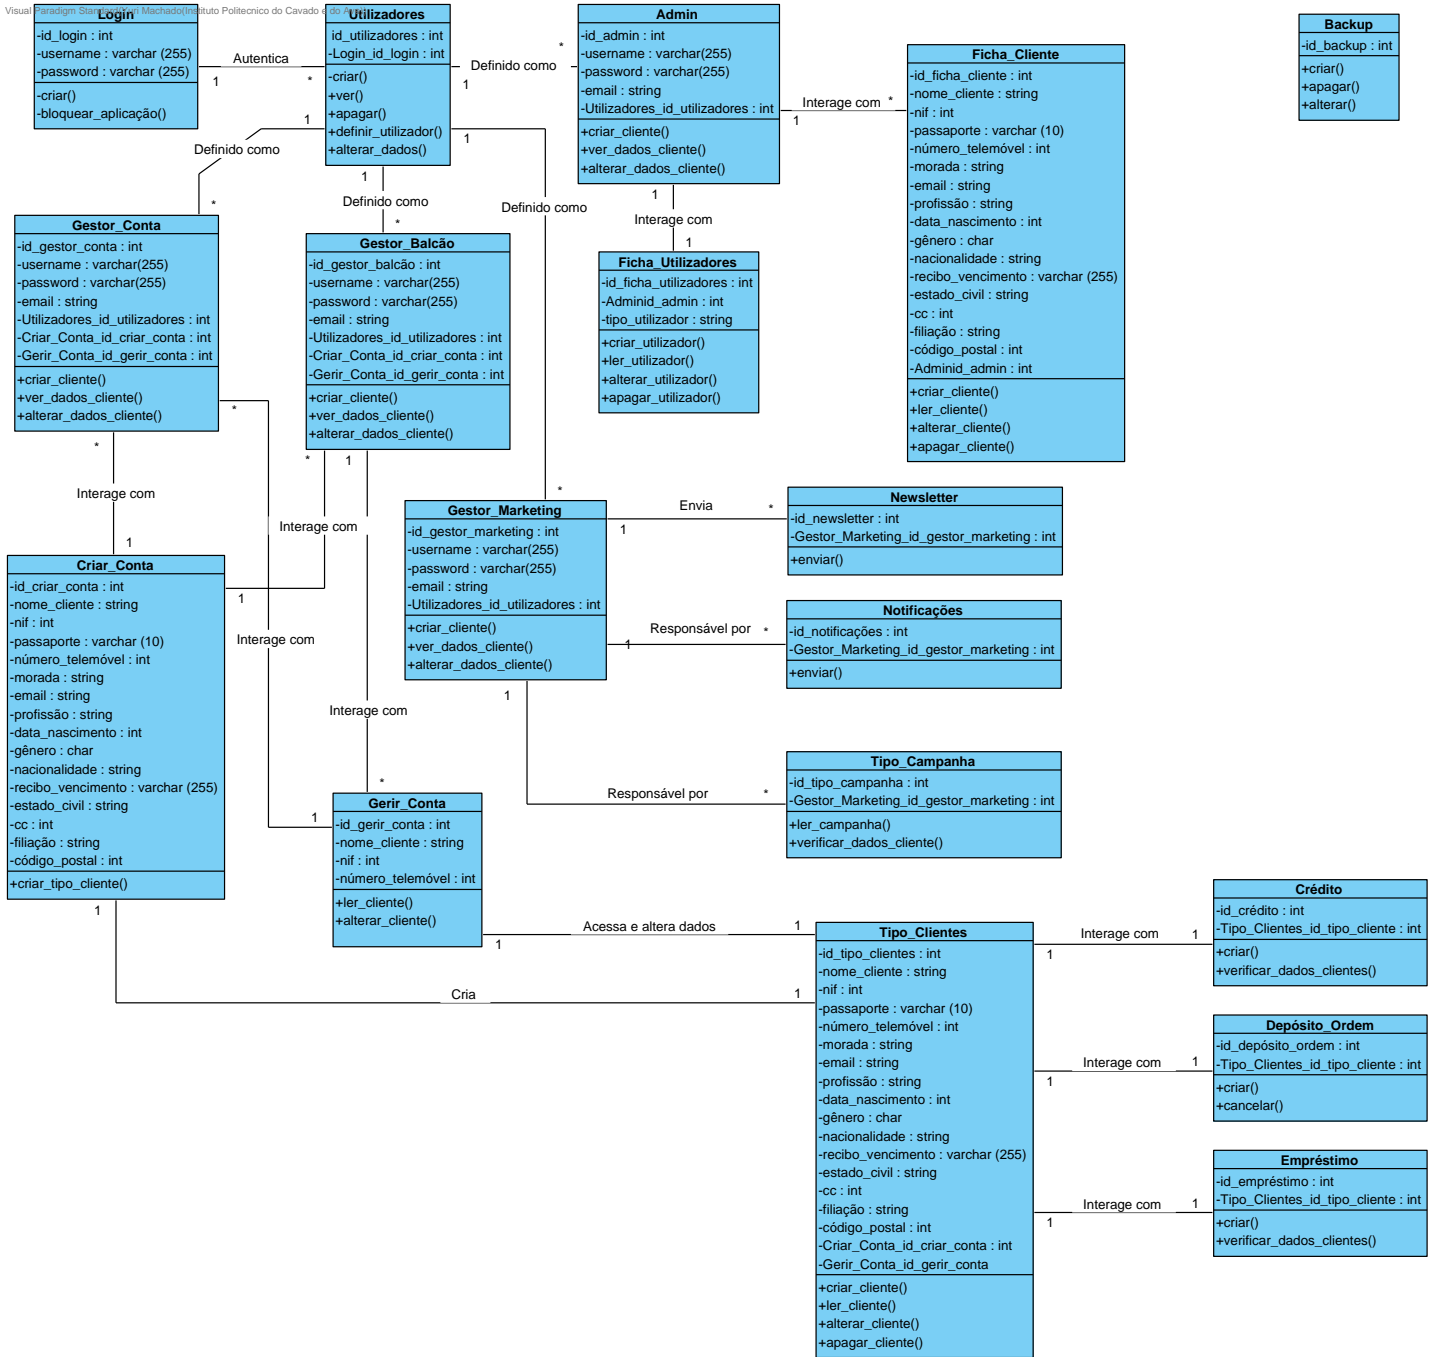 Visual Paradigm Standard(Yuri Machado(Instituto Politecnico do Cavado e do Ave))
Login
-id_login : int
-username : varchar (255)
-password : varchar (255)
-criar()
-bloquear_aplicação()
Autentica
1
*
Utilizadores
id_utilizadores : int
-Login_id_login : int
-criar()
+ver()
+apagar()
+definir_utilizador()
+alterar_dados()
Definido como
1
*
Admin
-id_admin : int
-username : varchar(255)
-password : varchar(255)
-email : string
-Utilizadores_id_utilizadores : int
+criar_cliente()
+ver_dados_cliente()
+alterar_dados_cliente()
Interage com
1
*
Ficha_Cliente
-id_ficha_cliente : int
-nome_cliente : string
-nif : int
-passaporte : varchar (10)
-número_telemóvel : int
-morada : string
-email : string
-profissão : string
-data_nascimento : int
-gênero : char
-nacionalidade : string
-recibo_vencimento : varchar (255)
-estado_civil : string
-cc : int
-filiação : string
-código_postal : int
-Adminid_admin : int
+criar_cliente()
+ler_cliente()
+alterar_cliente()
+apagar_cliente()
Backup
-id_backup : int
+criar()
+apagar()
+alterar()
1
Definido como
*
1
Definido como
*
1
Definido como
*
1
Interage com
1
Ficha_Utilizadores
-id_ficha_utilizadores : int
-Adminid_admin : int
-tipo_utilizador : string
+criar_utilizador()
+ler_utilizador()
+alterar_utilizador()
+apagar_utilizador()
Gestor_Conta
-id_gestor_conta : int
-username : varchar(255)
-password : varchar(255)
-email : string
-Utilizadores_id_utilizadores : int
-Criar_Conta_id_criar_conta : int
-Gerir_Conta_id_gerir_conta : int
+criar_cliente()
+ver_dados_cliente()
+alterar_dados_cliente()
Gestor_Balcão
-id_gestor_balcão : int
-username : varchar(255)
-password : varchar(255)
-email : string
-Utilizadores_id_utilizadores : int
-Criar_Conta_id_criar_conta : int
-Gerir_Conta_id_gerir_conta : int
+criar_cliente()
+ver_dados_cliente()
+alterar_dados_cliente()
*
Interage com
1
*
Interage com
1
*
Interage com
1
1
Interage com
*
Gestor_Marketing
-id_gestor_marketing : int
-username : varchar(255)
-password : varchar(255)
-email : string
-Utilizadores_id_utilizadores : int
+criar_cliente()
+ver_dados_cliente()
+alterar_dados_cliente()
Envia
1
*
Newsletter
-id_newsletter : int
-Gestor_Marketing_id_gestor_marketing : int
+enviar()
Responsável por
1
*
Notificações
-id_notificações : int
-Gestor_Marketing_id_gestor_marketing : int
+enviar()
1
Responsável por
*
Tipo_Campanha
-id_tipo_campanha : int
-Gestor_Marketing_id_gestor_marketing : int
+ler_campanha()
+verificar_dados_cliente()
Criar_Conta
-id_criar_conta : int
-nome_cliente : string
-nif : int
-passaporte : varchar (10)
-número_telemóvel : int
-morada : string
-email : string
-profissão : string
-data_nascimento : int
-gênero : char
-nacionalidade : string
-recibo_vencimento : varchar (255)
-estado_civil : string
-cc : int
-filiação : string
-código_postal : int
+criar_tipo_cliente()
Gerir_Conta
-id_gerir_conta : int
-nome_cliente : string
-nif : int
-número_telemóvel : int
+ler_cliente()
+alterar_cliente()
Acessa e altera dados
1
1
Cria
1
1
Tipo_Clientes
-id_tipo_clientes : int
-nome_cliente : string
-nif : int
-passaporte : varchar (10)
-número_telemóvel : int
-morada : string
-email : string
-profissão : string
-data_nascimento : int
-gênero : char
-nacionalidade : string
-recibo_vencimento : varchar (255)
-estado_civil : string
-cc : int
-filiação : string
-código_postal : int
-Criar_Conta_id_criar_conta : int
-Gerir_Conta_id_gerir_conta
+criar_cliente()
+ler_cliente()
+alterar_cliente()
+apagar_cliente()
Interage com
1
1
Crédito
-id_crédito : int
-Tipo_Clientes_id_tipo_cliente : int
+criar()
+verificar_dados_clientes()
Interage com
1
1
Depósito_Ordem
-id_depósito_ordem : int
-Tipo_Clientes_id_tipo_cliente : int
+criar()
+cancelar()
Interage com
1
1
Empréstimo
-id_empréstimo : int
-Tipo_Clientes_id_tipo_cliente : int
+criar()
+verificar_dados_clientes()